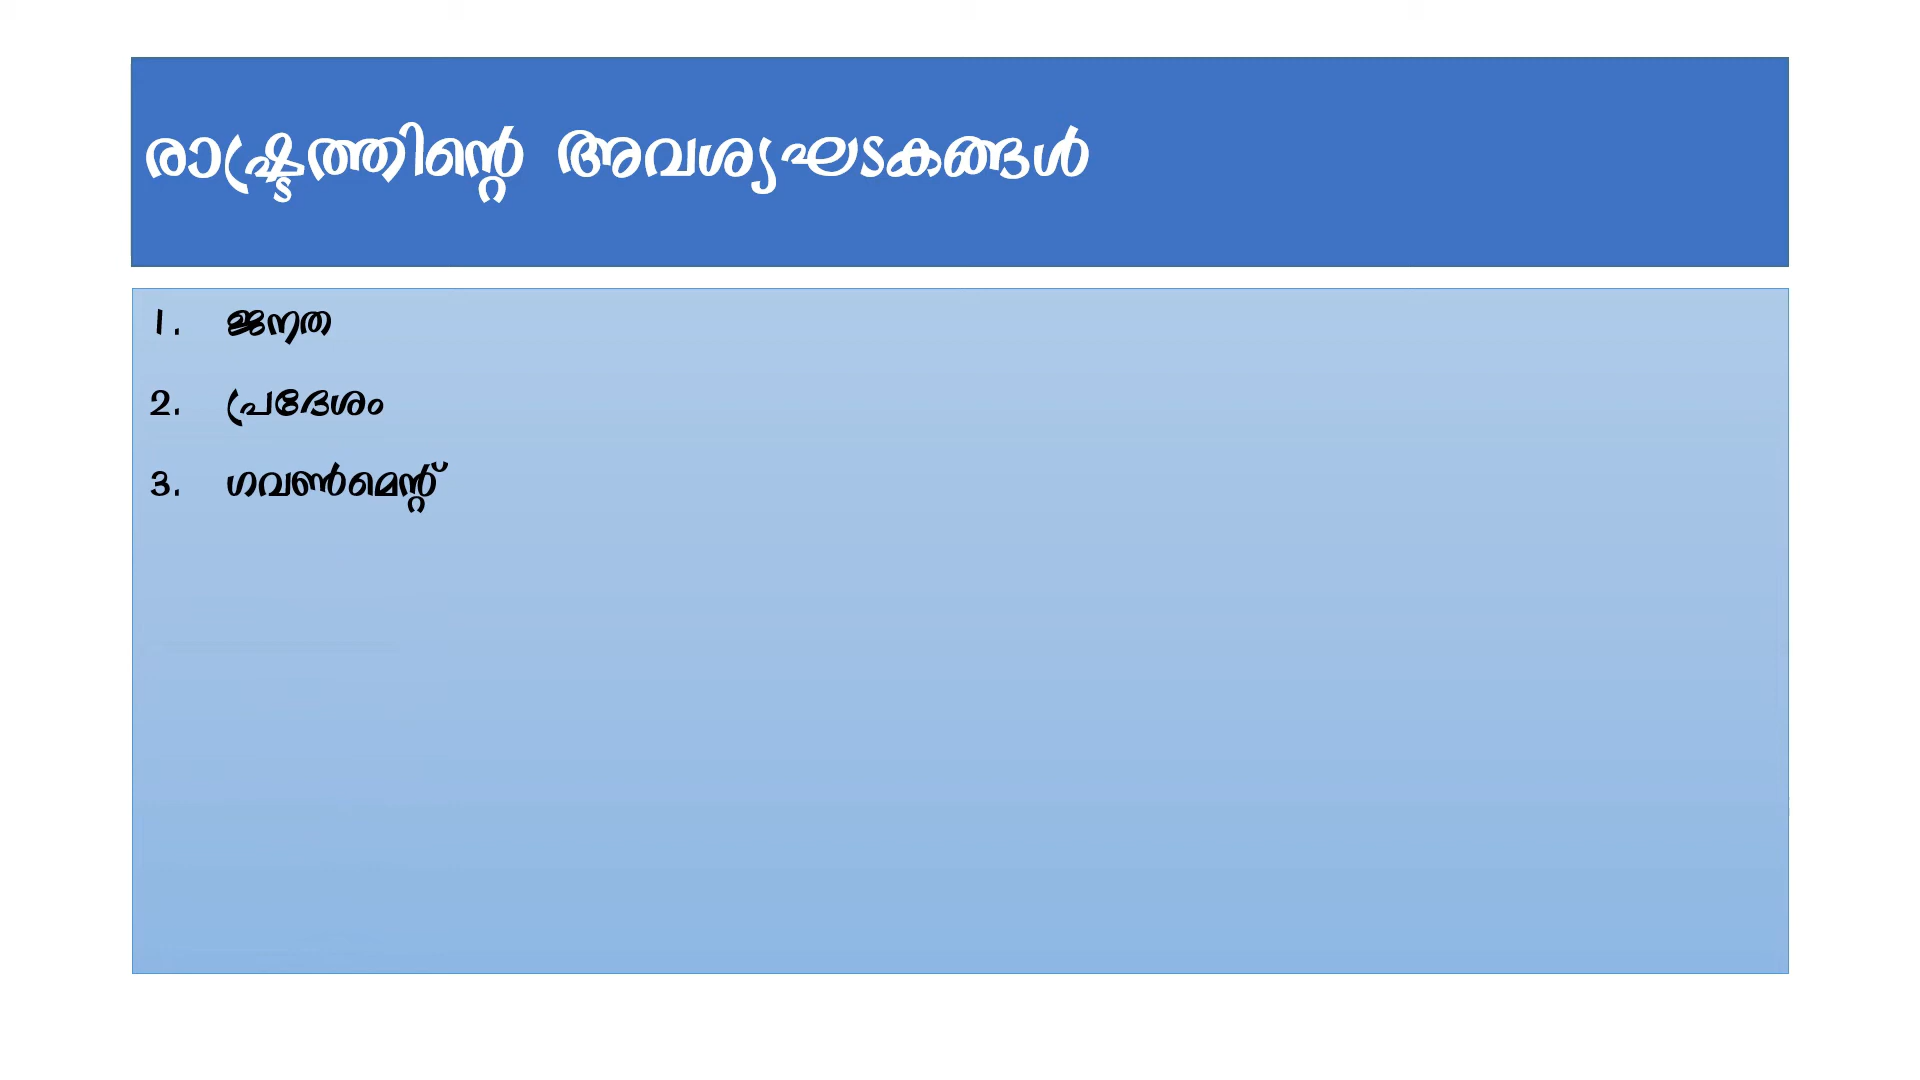 രാഷ്ട്രത്തിന്റെ അവശ്യഘടകങ്ങൾ
1. ജനത
2. പ്രദേശം
3. ഗവൺമെന്റ്